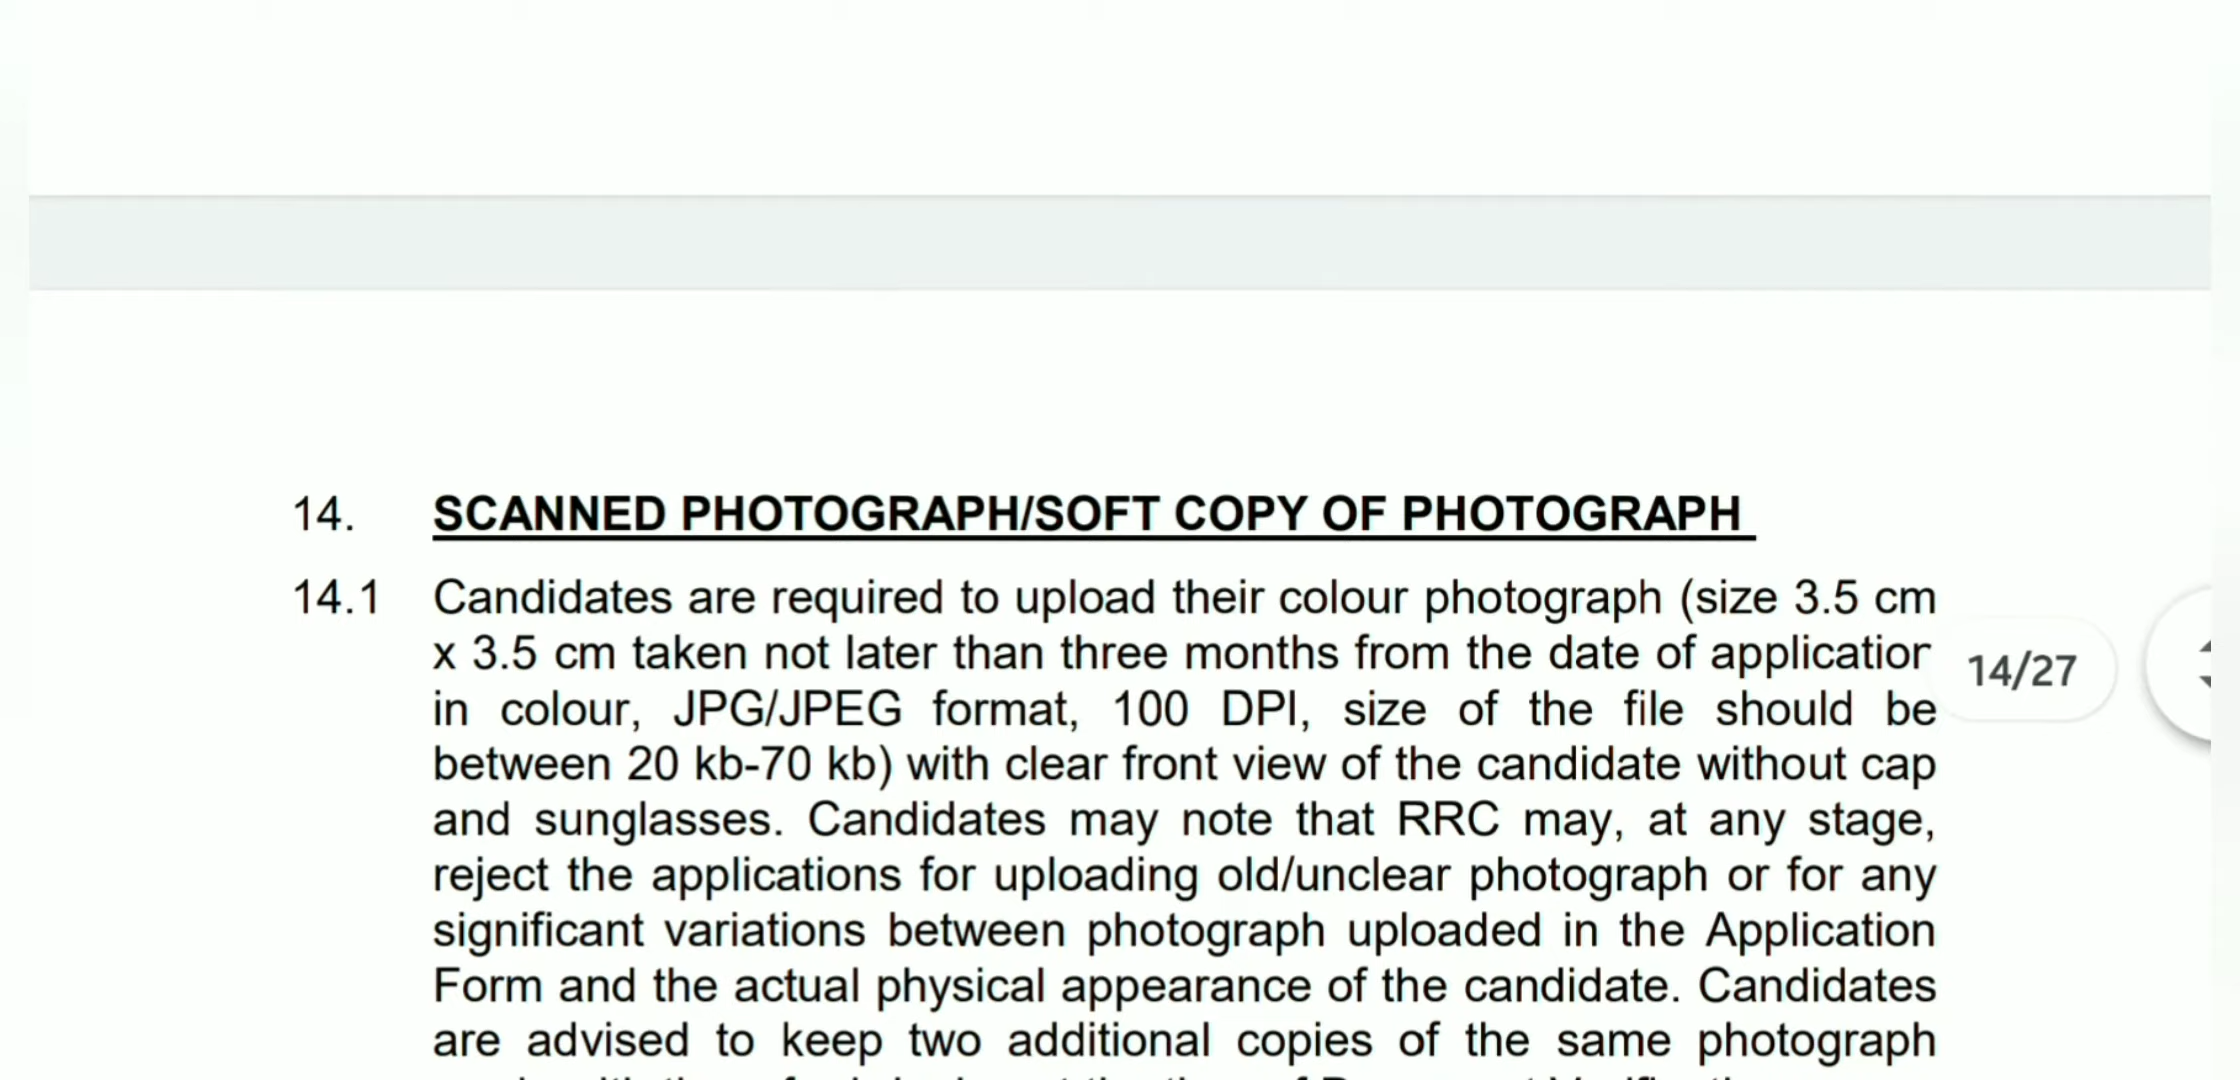 14. SCANNED PHOTOGRAPH/SOFT COPY OF PHOTOGRAPH
14.1 Candidates are required to upload their colour photograph (size 3.5 cm
x 3.5 cm taken not later than three months from the date of application
14/27
in colour, JPG/JPEG format, 100 DPI, size of the file should be
between 20 kb-70 kb) with clear front view of the candidate without cap
and sunglasses. Candidates may note that RRC may, at any stage,
reject the applications for uploading old/unclear photograph or for any
significant variations between photograph uploaded in the Application
Form and the actual physical appearance of the candidate. Candidates
are advised to keep two additional copies of the same photograph